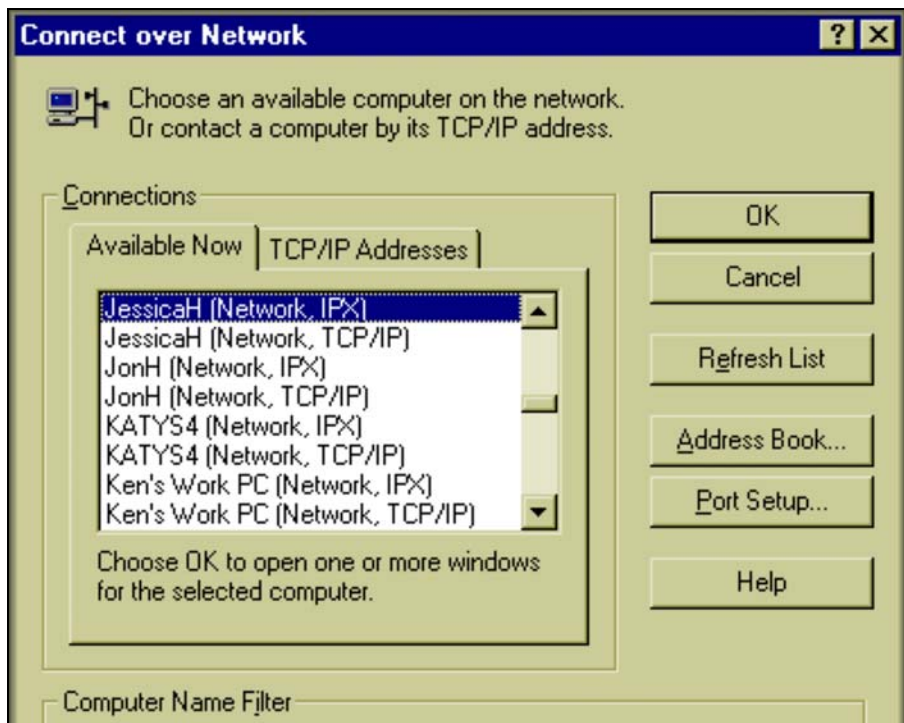 Connect over Network
Choose an available computer on the network.
Or contact a computer by its TCP/IP address.
Connections
Available Now
TCP/IP Addresses
JessicaH (Network, IPX)
JessicaH (Network, TCP/IP)
JonH (Network, IPX)
JonH (Network, TCP/IP)
KATYS4 (Network, IPX)
KATYS4 (Network, TCP/IP)
Ken's Work PC (Network, IPX)
Ken's Work PC (Network, TCP/IP)
Choose OK to open one or more windows
for the selected computer.
OK
Cancel
Refresh List
Address Book...
Port Setup...
Help
Computer Name Filter